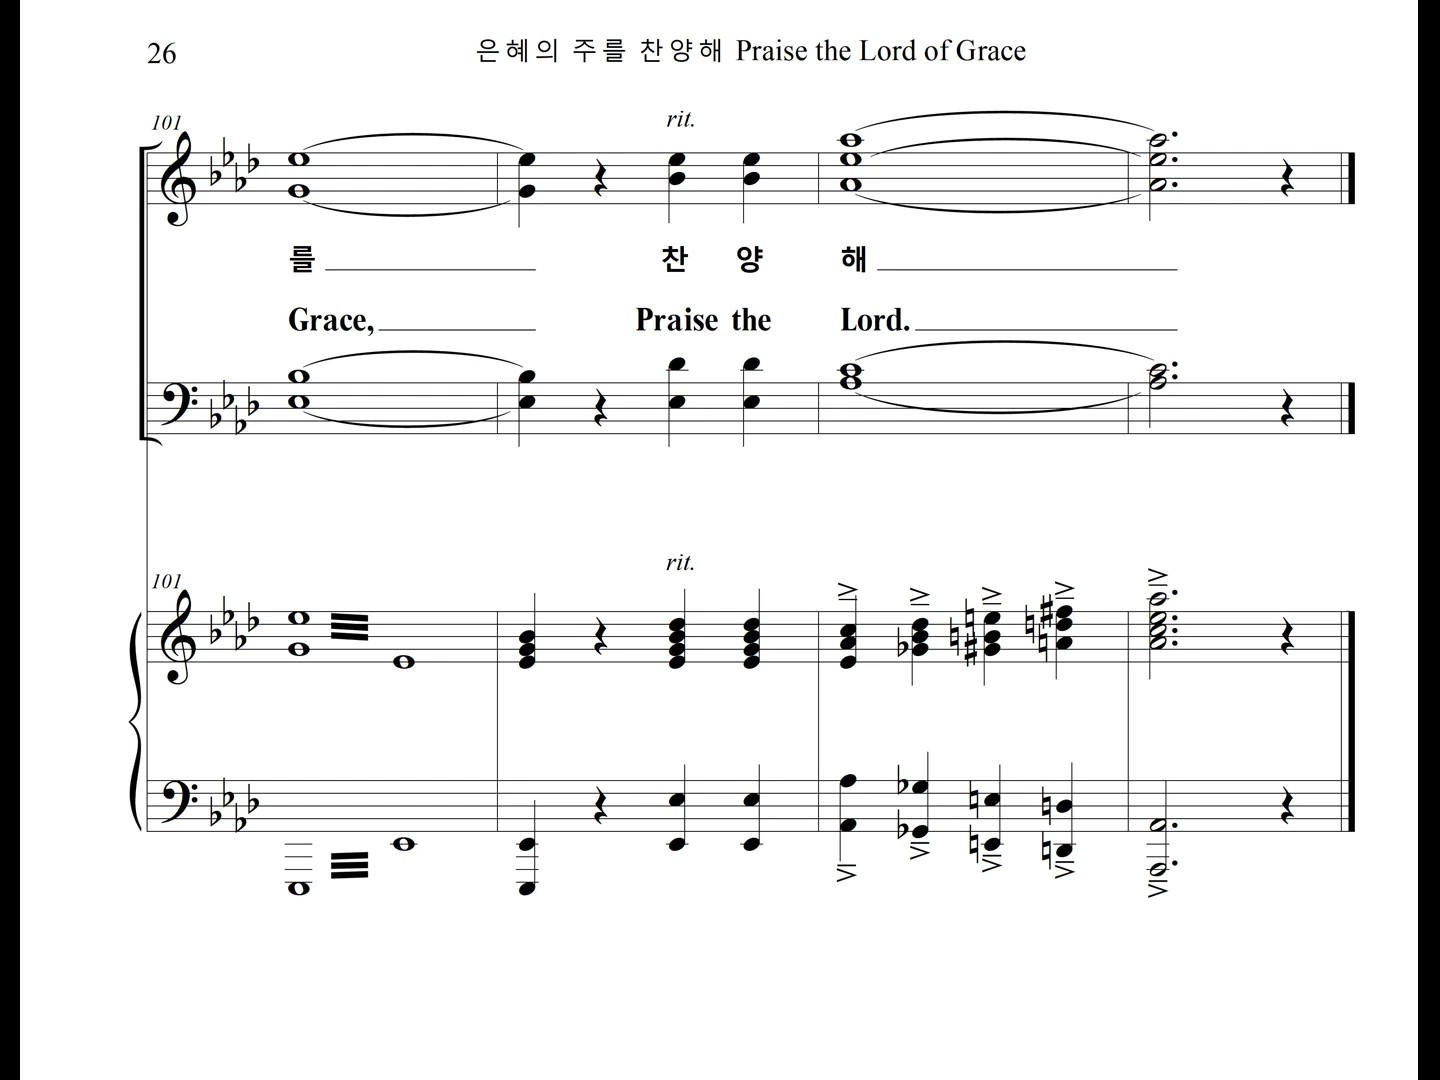 26
은혜의 주를 찬양해 Praise the Lord of Grace
101
rit.
를 찬 양 해
Grace, Praise the Lord.
rit.
101